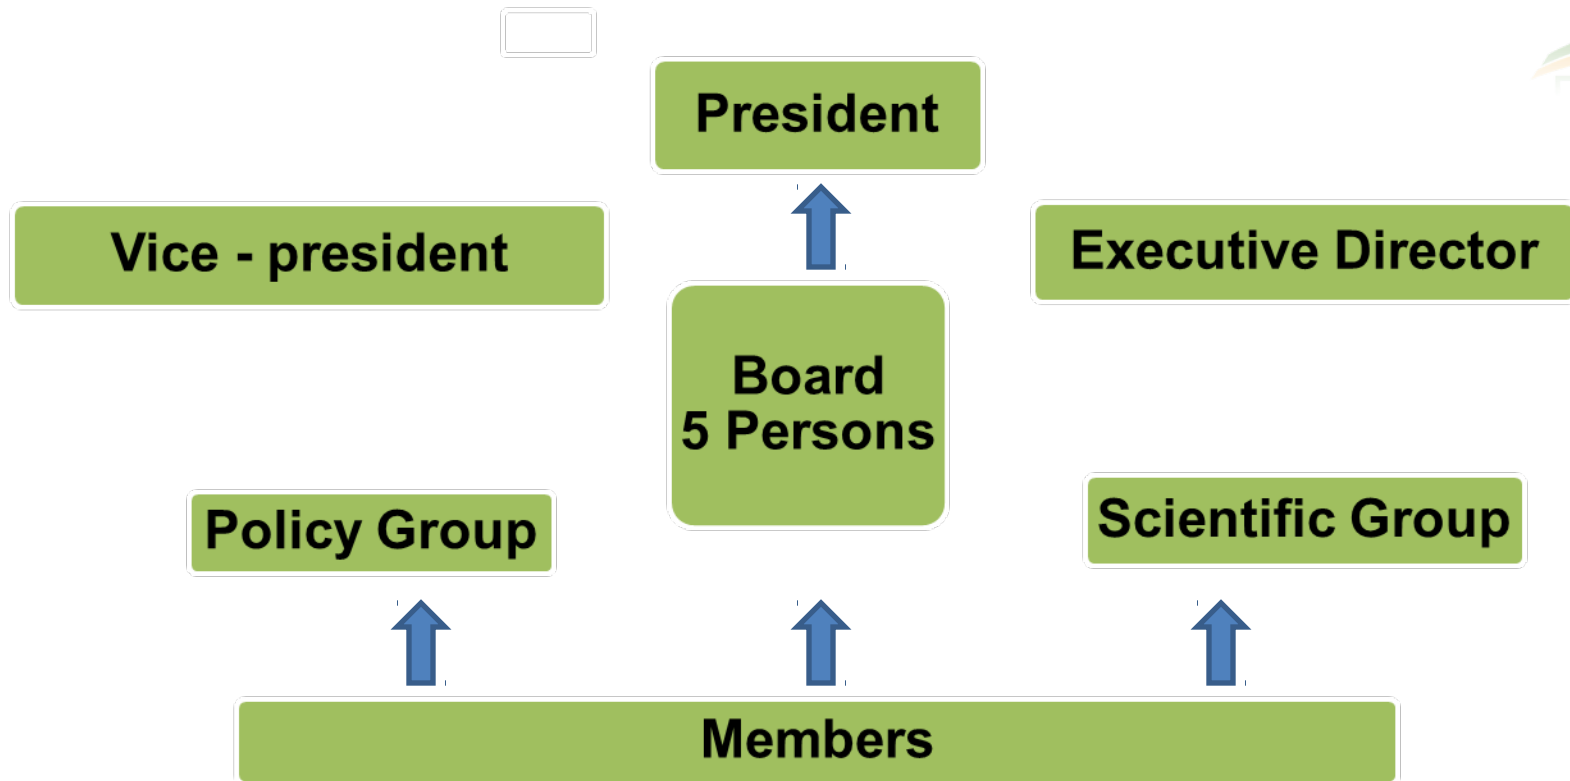 President
Vice - president
Executive Director
Board
5 Persons
Policy Group
Scientific Group
Members